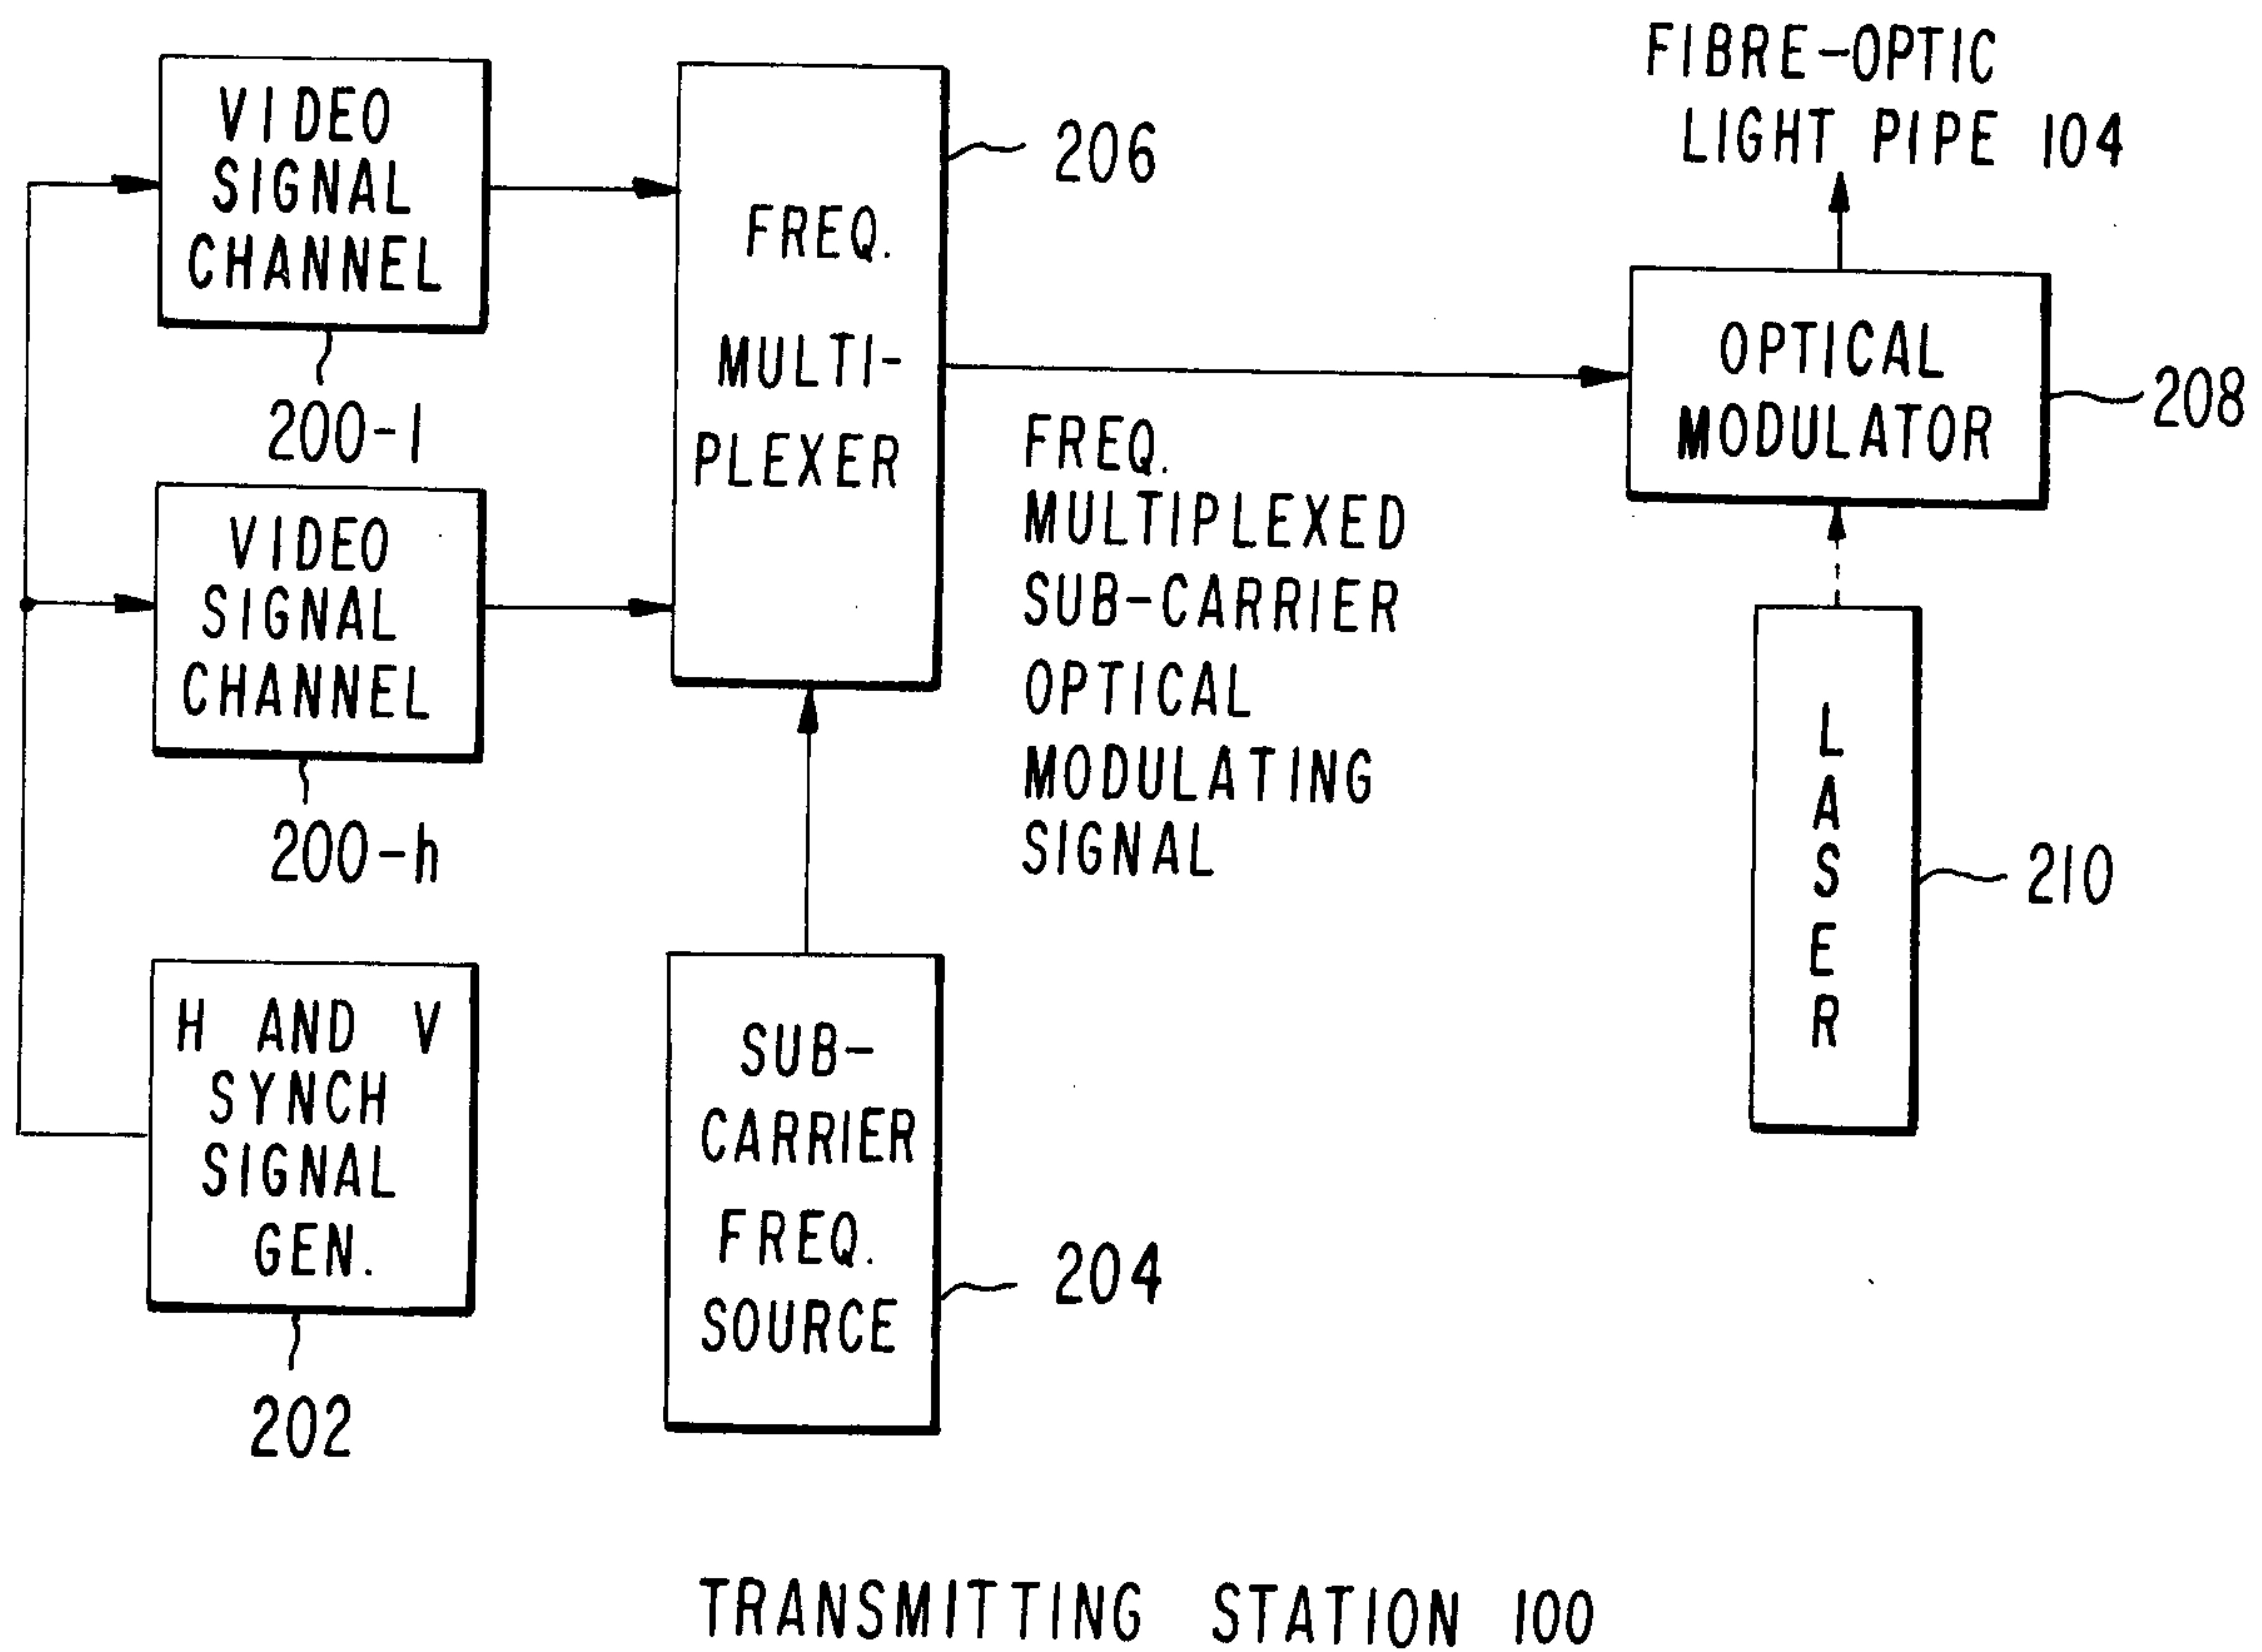 VIDEO
SIGNAL
CHANNEL
200-1
VIDEO
SIGNAL
CHANNEL
200-h
H AND V
SYNCH
SIGNAL
GEN.
202
FREQ.
MULTI-
PLEXER
206
SUB-
CARRIER
FREQ.
SOURCE
204
FREQ.
MULTIPLEXED
SUB-CARRIER
OPTICAL
MODULATING
SIGNAL
FIBRE-OPTIC
LIGHT PIPE 104
OPTICAL
MODULATOR
208
L
A
S
E
R
210
TRANSMITTING STATION 100